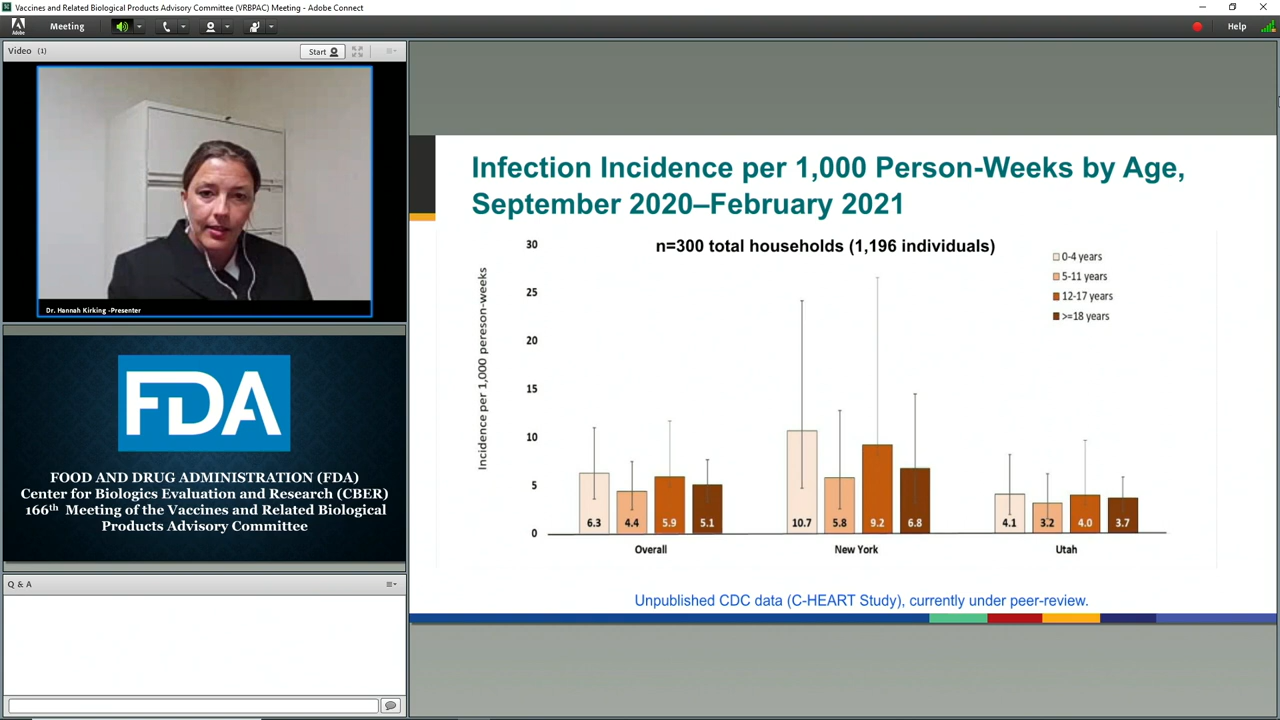 Vaccines and Related Biological Products Advisory Committee (VRBPAC) Meeting - Adobe Connect
Meeting
Help
Adobe
Video (1)
Start
Dr. Hannah Kirking -Presenter
FDA
FOOD AND DRUG ADMINISTRATION (FDA)
Center for Biologics Evaluation and Research (CBER)
166th Meeting of the Vaccines and Related Biological
Products Advisory Committee
Q & A
Infection Incidence per 1,000 Person-Weeks by Age,
September 2020–February 2021
n=300 total households (1,196 individuals)
0-4 years
5-11 years
12-17 years
>=18 years
Incidence per 1,000 pereson-weeks
30
25
20
15
10
5
0
6.3 4.4 5.9 5.1
10.7 5.8 9.2 6.8
4.1 3.2 4.0 3.7
Overall
New York
Utah
Unpublished CDC data (C-HEART Study), currently under peer-review.